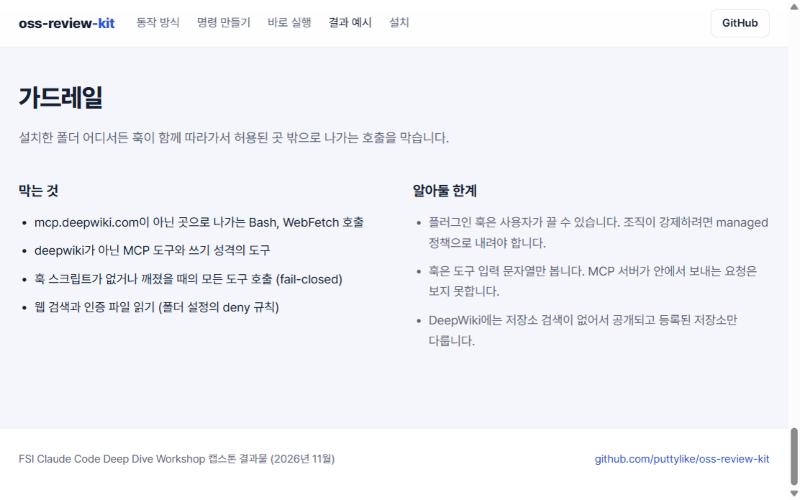 oss-review-kit 동작 방식 명령 만들기 바로 실행 결과 예시 설치 GitHub
가드레일
설치한 폴더 어디서든 훅이 함께 따라가서 허용된 곳 밖으로 나가는 호출을 막습니다.
막는 것
• mcp.deepwiki.com이 아닌 곳으로 나가는 Bash, WebFetch 호출
• deepwiki가 아닌 MCP 도구와 쓰기 성격의 도구
• 훅 스크립트가 없거나 깨졌을 때의 모든 도구 호출 (fail-closed)
• 웹 검색과 인증 파일 읽기 (폴더 설정의 deny 규칙)
알아둘 한계
• 플러그인 훅은 사용자가 끌 수 있습니다. 조직이 강제하려면 managed
정책으로 내려야 합니다.
• 훅은 도구 입력 문자열만 봅니다. MCP 서버가 안에서 보내는 요청은
보지 못합니다.
• DeepWiki에는 저장소 검색이 없어서 공개되고 등록된 저장소만
다룹니다.
FSI Claude Code Deep Dive Workshop 캡스톤 결과물 (2026년 11월)
github.com/puttylike/oss-review-kit